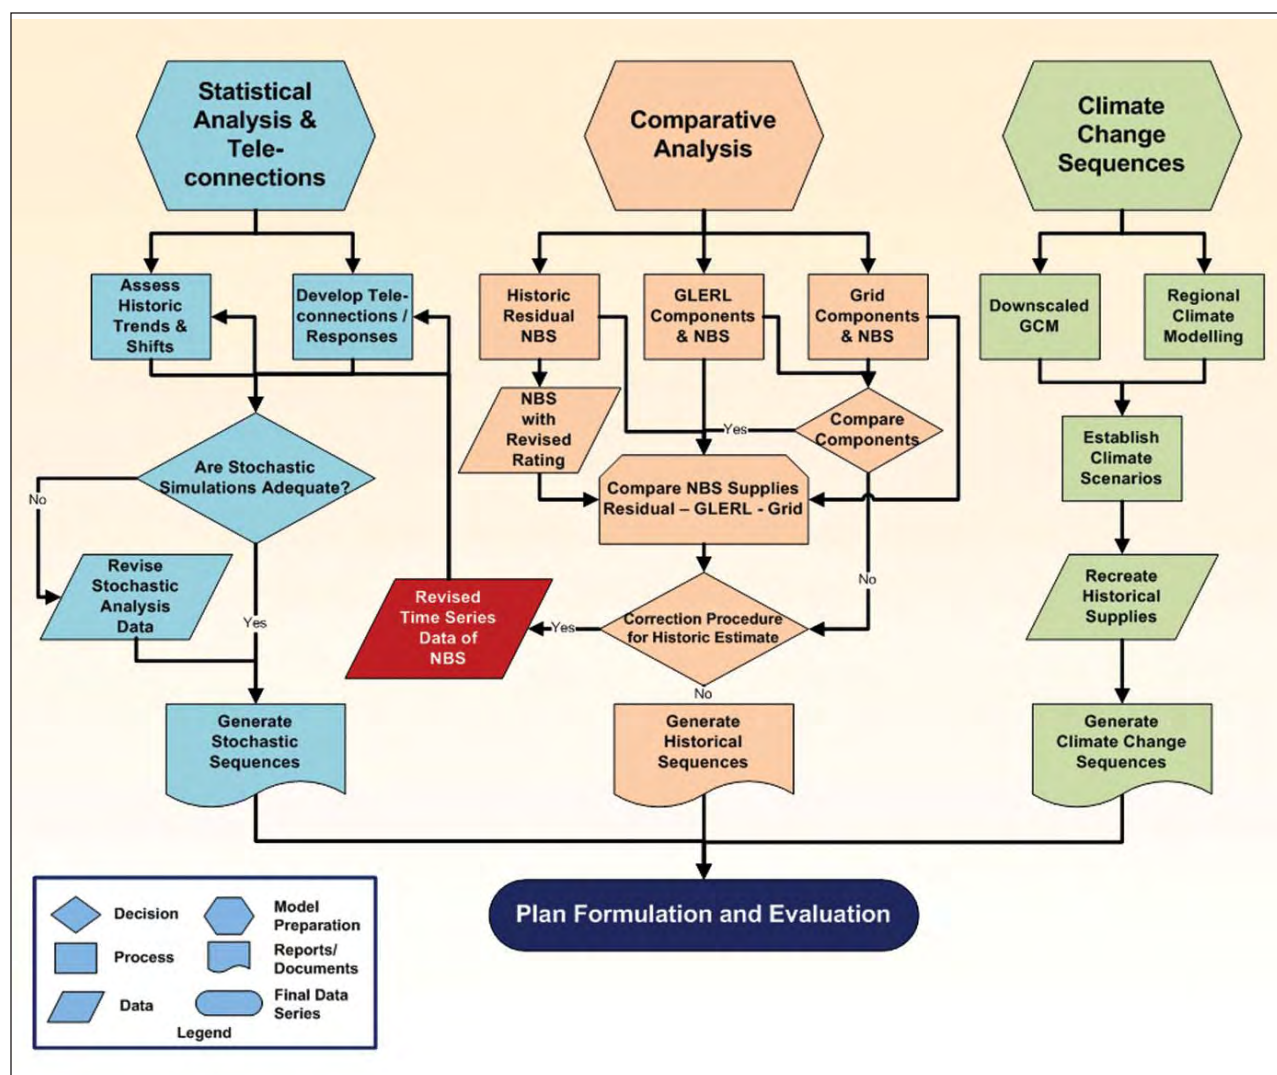 Statistical
Analysis &
Tele-
connections
Comparative
Analysis
Climate
Change
Sequences
Assess
Historic
Trends &
Shifts
Develop Tele-
connections /
Responses
Historic
Residual
NBS
GLERL
Components
& NBS
Grid
Components
& NBS
Downscaled
GCM
Regional
Climate
Modelling
NBS
with
Revised
Rating
Yes
Compare
Components
Establish
Climate
Scenarios
Are Stochastic
Simulations Adequate?
No
Compare NBS Supplies
Residual – GLERL - Grid
Revise
Stochastic
Analysis
Data
Yes
Revised
Time Series
Data of
NBS
Yes
Correction Procedure
for Historic Estimate
No
No
Recreate
Historical
Supplies
Generate
Stochastic
Sequences
Generate
Historical
Sequences
Generate
Climate Change
Sequences
Plan Formulation and Evaluation
Decision
Model
Preparation
Process
Reports/
Documents
Data
Final Data
Series
Legend